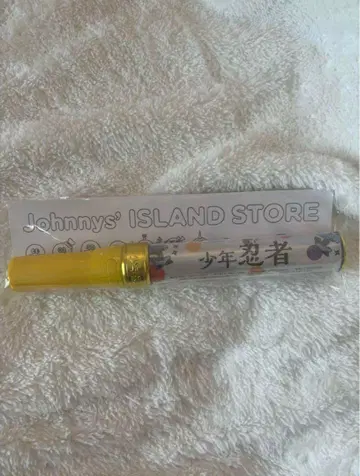 Johnnys' ISLAND STORE
少年忍者